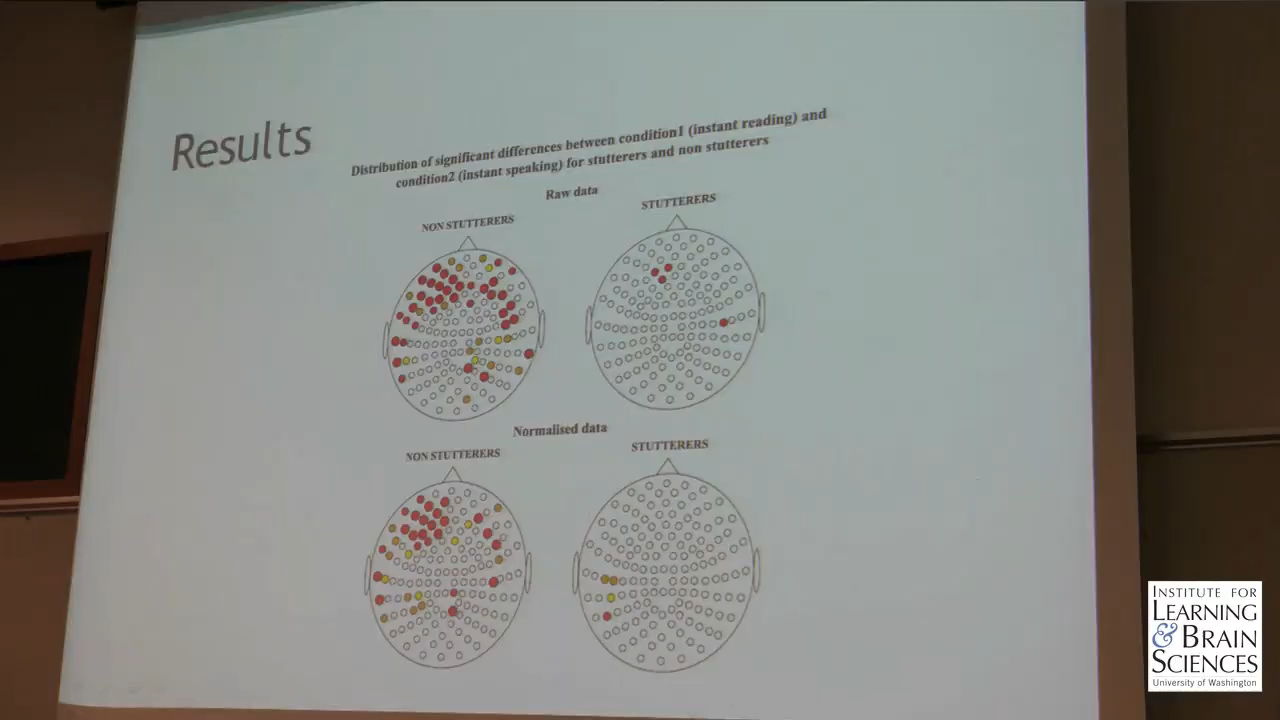 Results
Distribution of significant differences between condition1 (instant reading) and
condition2 (instant speaking) for stutterers and non stutterers
Raw data
NON STUTTERERS
STUTTERERS
Normalised data
NON STUTTERERS
STUTTERERS
INSTITUTE FOR
LEARNING
& BRAIN
SCIENCES
University of Washington